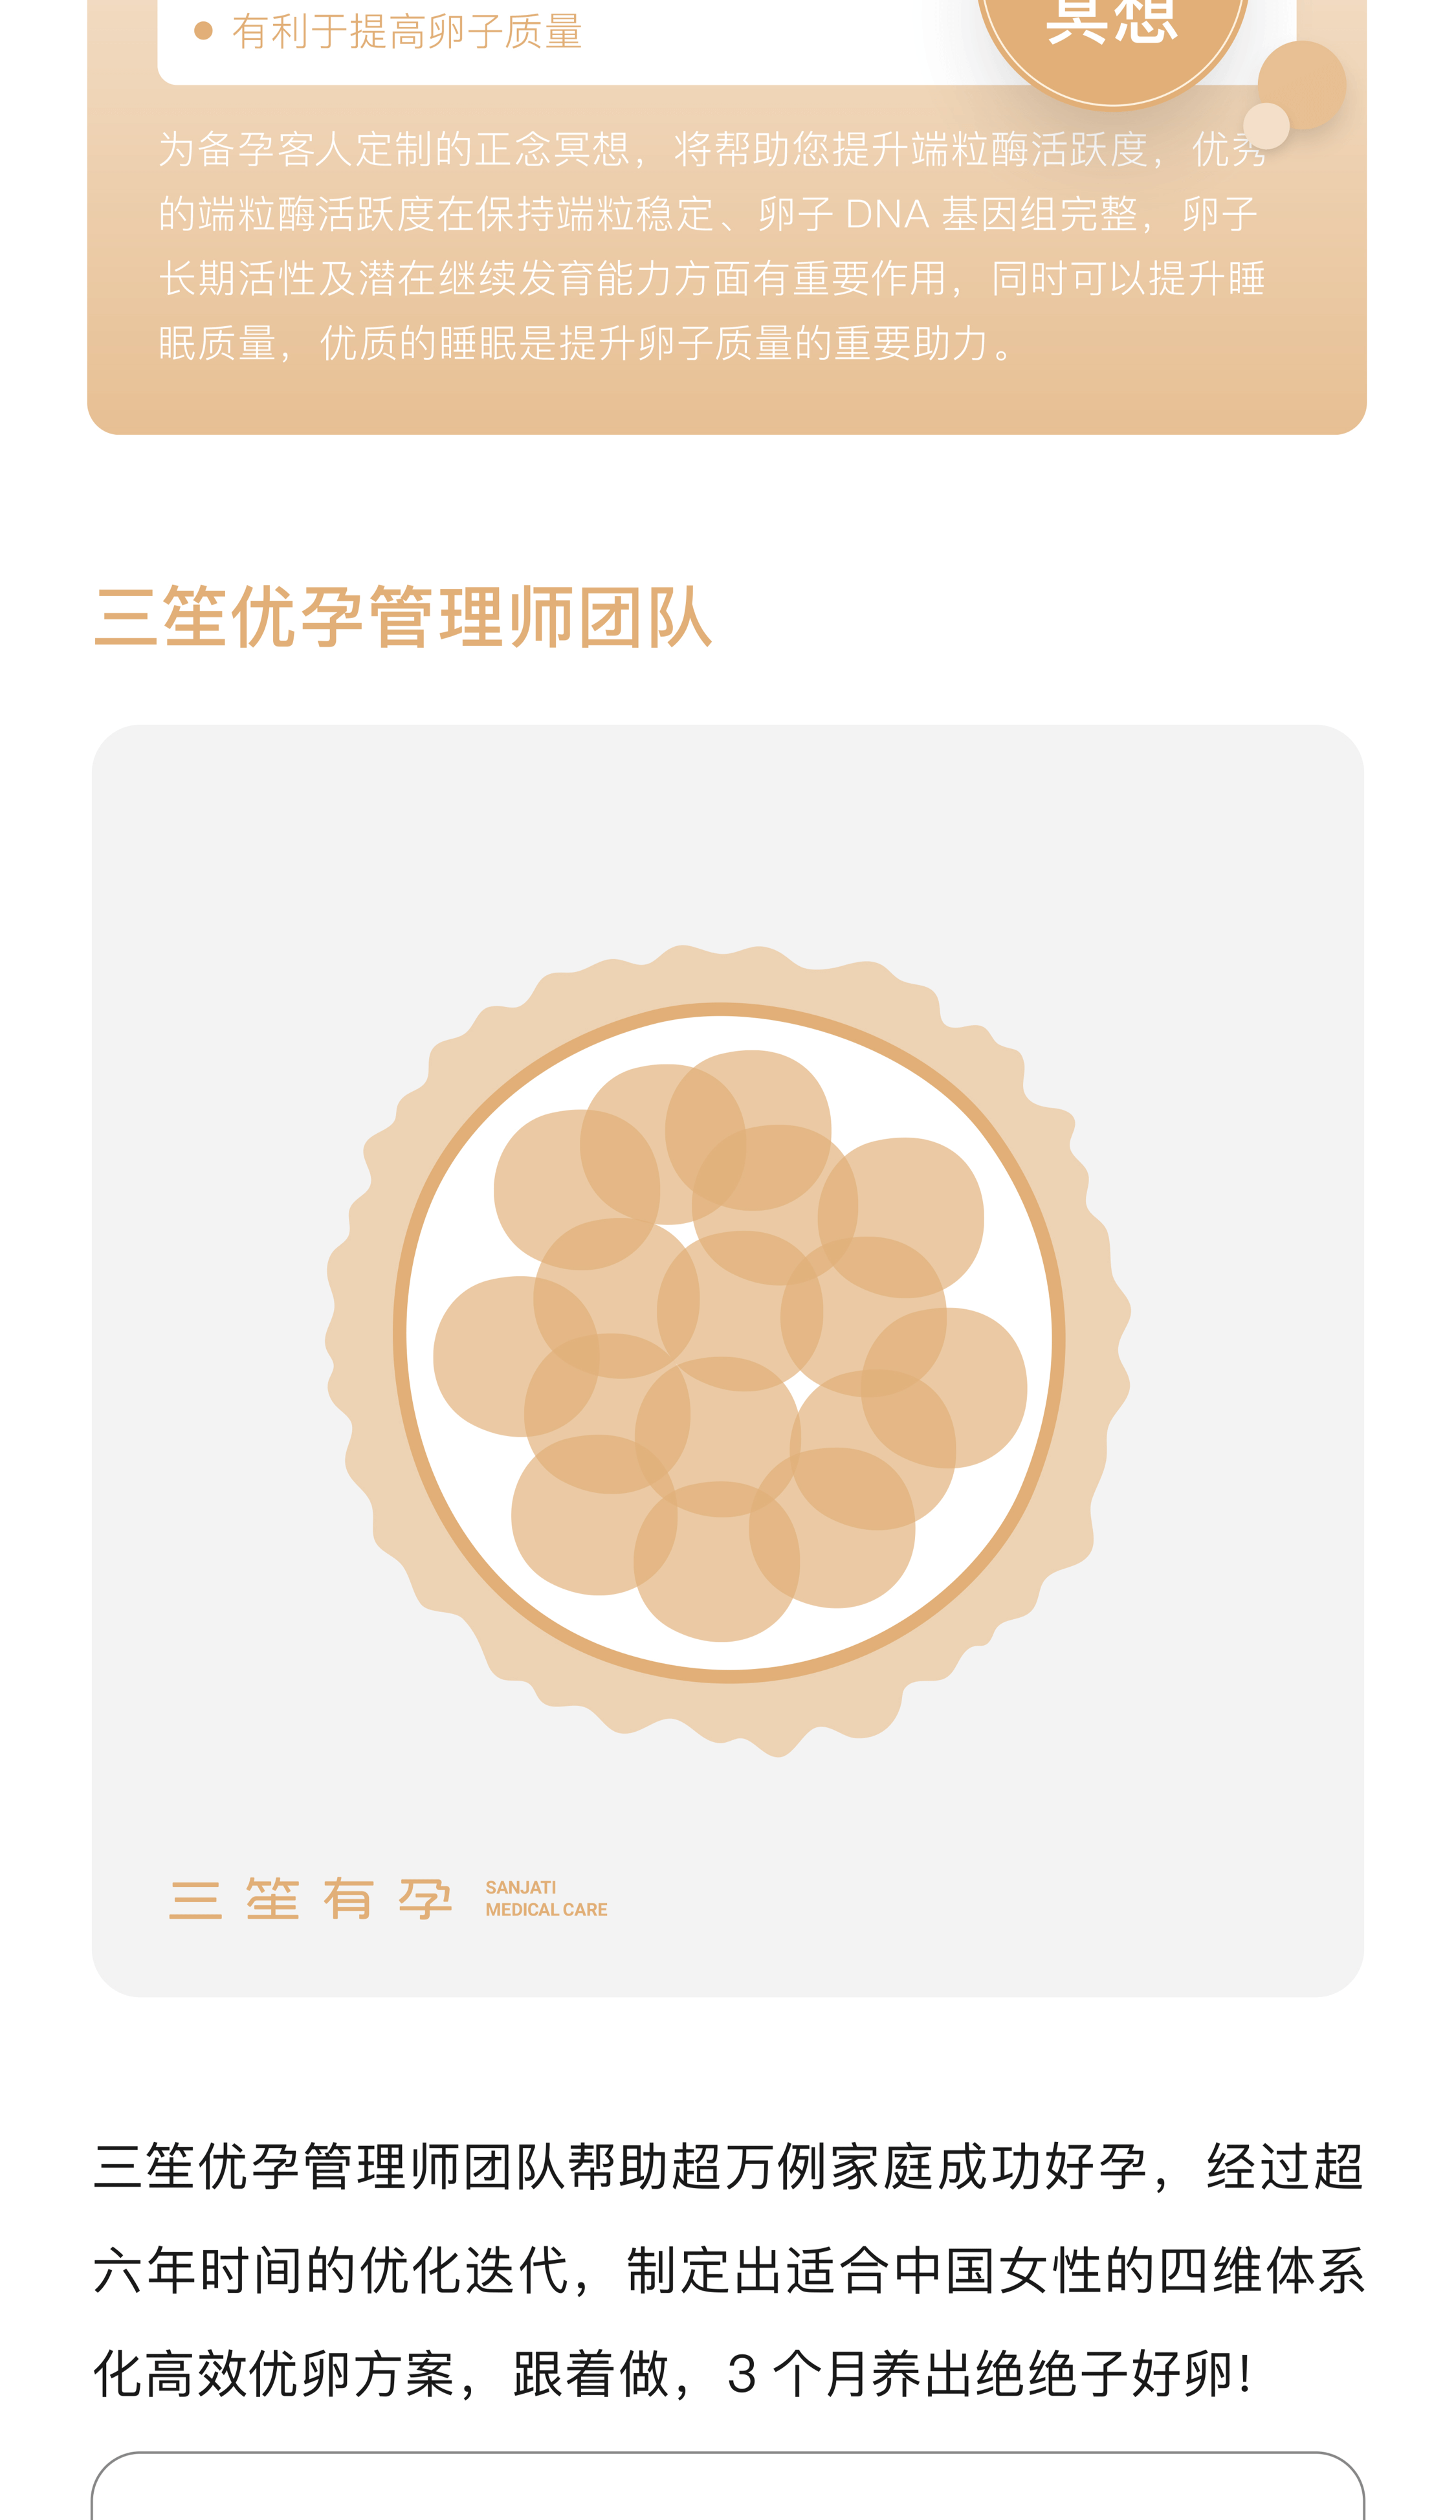 有利于提高卵子质量
冥想
为备孕客人定制的正念冥想，从帮助您提升端粒酶活跃度，优秀
的端粒酶活跃度在保持端粒稳定、卵子 DNA 基因组完整，卵子
长期活性及潜在继续发育能力方面有重要作用，同时可以提升睡
眠质量，优质的睡眠是提升卵子质量的重要助力。
三笙优孕管理师团队
三笙有孕
SANJATI
MEDICAL CARE
三笙优孕管理师团队帮助超万例家庭成功好孕，经过超
六年时间的优化迭代，制定出适合中国女性的四维体系
化高效优卵方案，跟着做，3 个月养出绝绝子好卵！